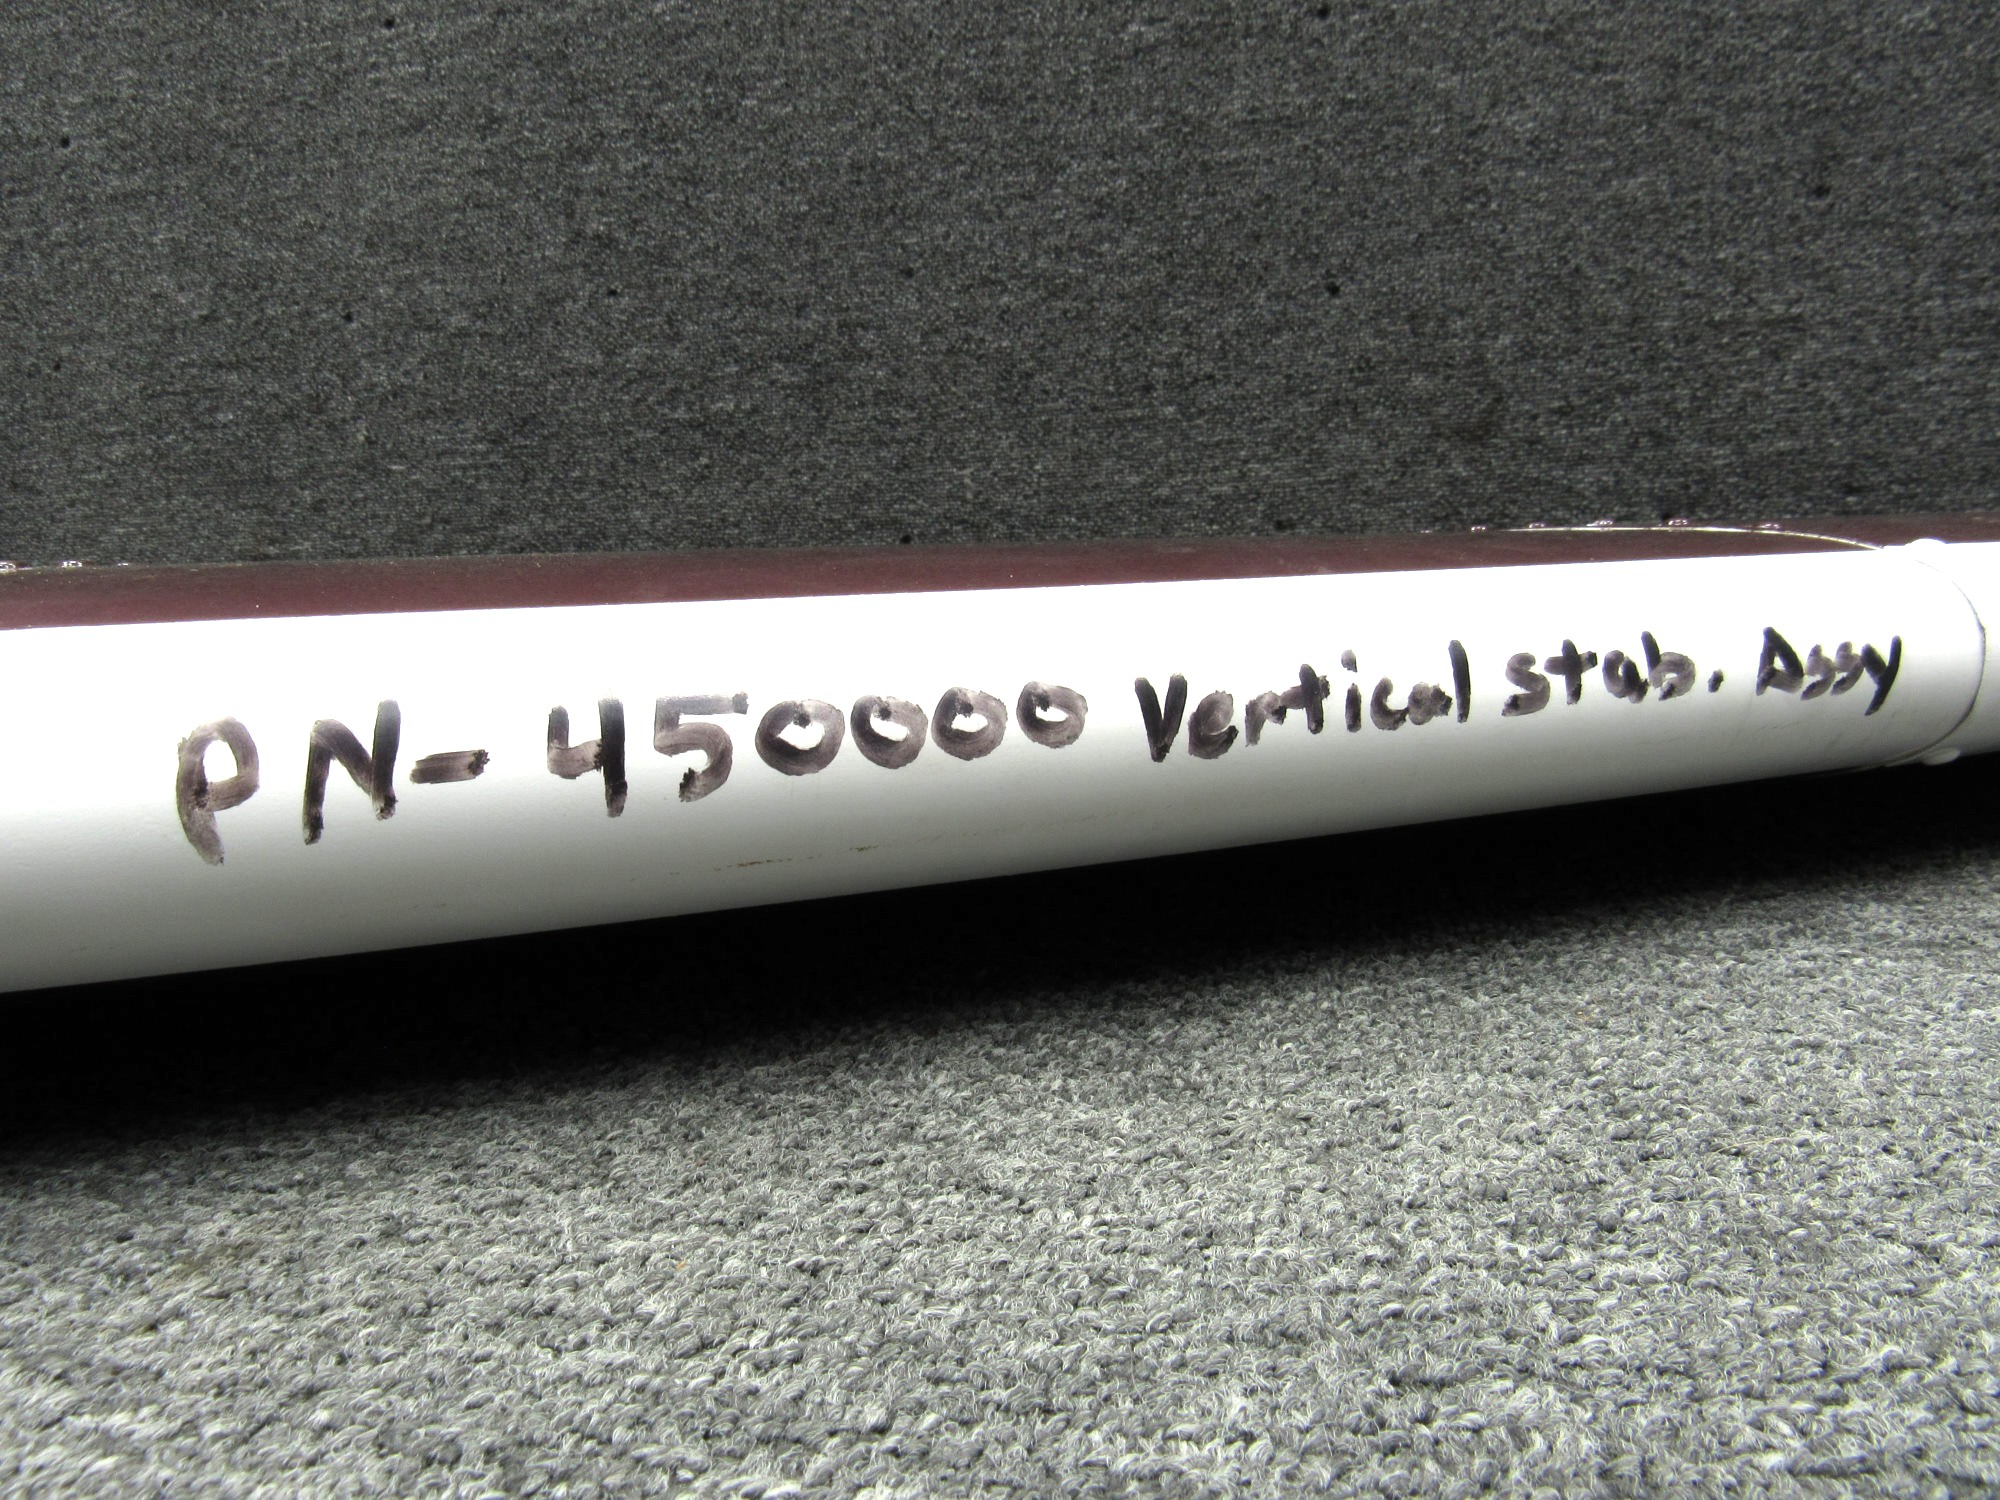 PN-450000 Vertical stab. Assy